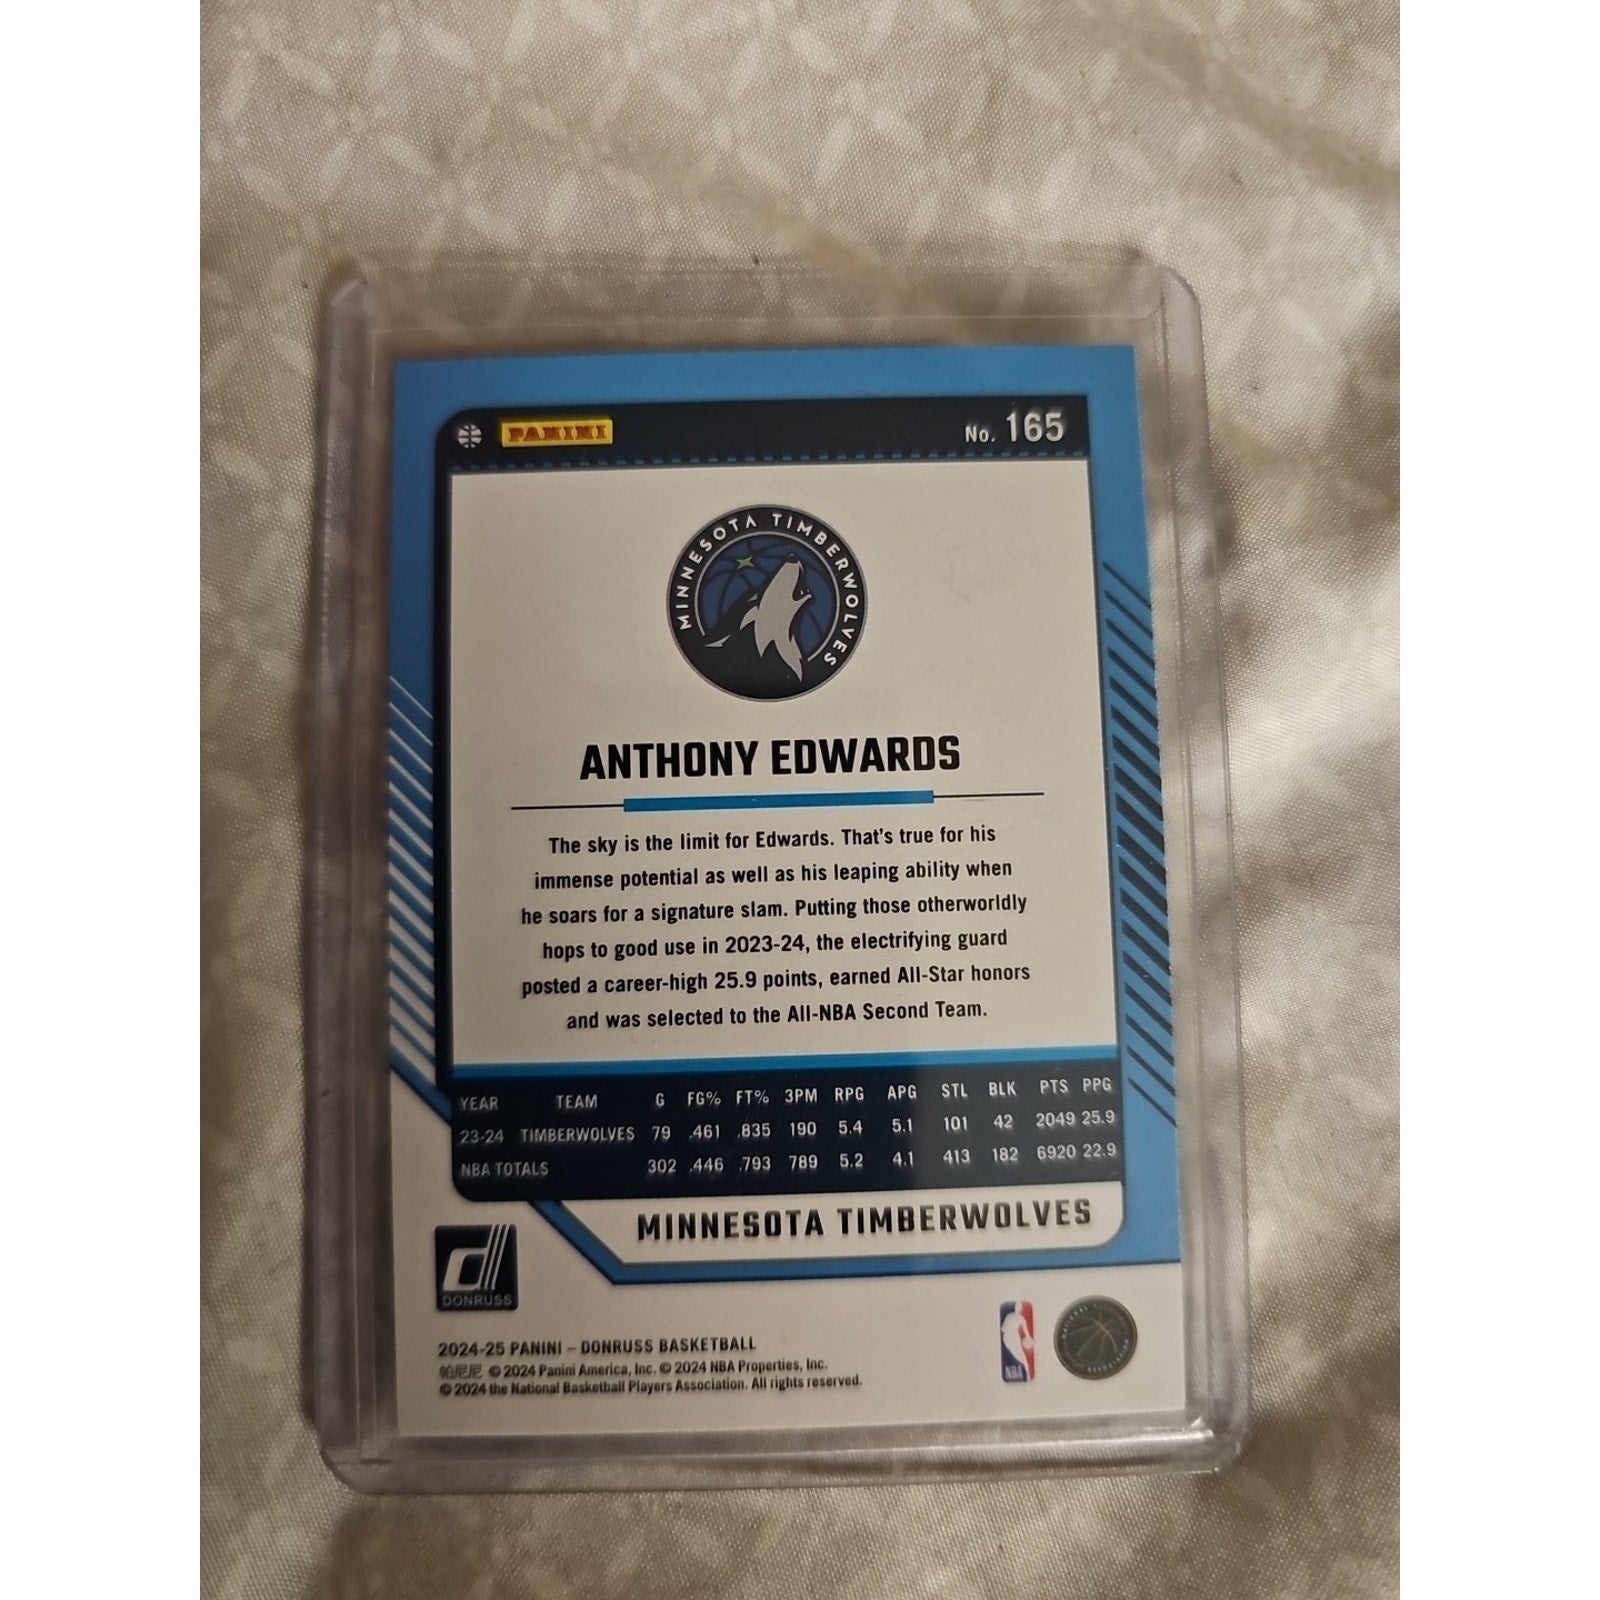 PANINI
No. 165
MINNESOTA TIMBERWOLVES
ANTHONY EDWARDS
The sky is the limit for Edwards. That's true for his
immense potential as well as his leaping ability when
he soars for a signature slam. Putting those otherworldly
hops to good use in 2023-24, the electrifying guard
posted a career-high 25.9 points, earned All-Star honors
and was selected to the All-NBA Second Team.
YEAR TEAM G FG% FT% 3PM RPG APG STL BLK PTS PPG
23-24 TIMBERWOLVES 79 .461 .835 190 5.4 5.1 101 42 2049 25.9
NBA TOTALS 302 .446 .793 789 5.2 4.1 413 182 6920 22.9
MINNESOTA TIMBERWOLVES
d
DONRUSS
NBA
2024-25 PANINI – DONRUSS BASKETBALL
帕尼尼 © 2024 Panini America, Inc. © 2024 NBA Properties, Inc.
© 2024 the National Basketball Players Association. All rights reserved.